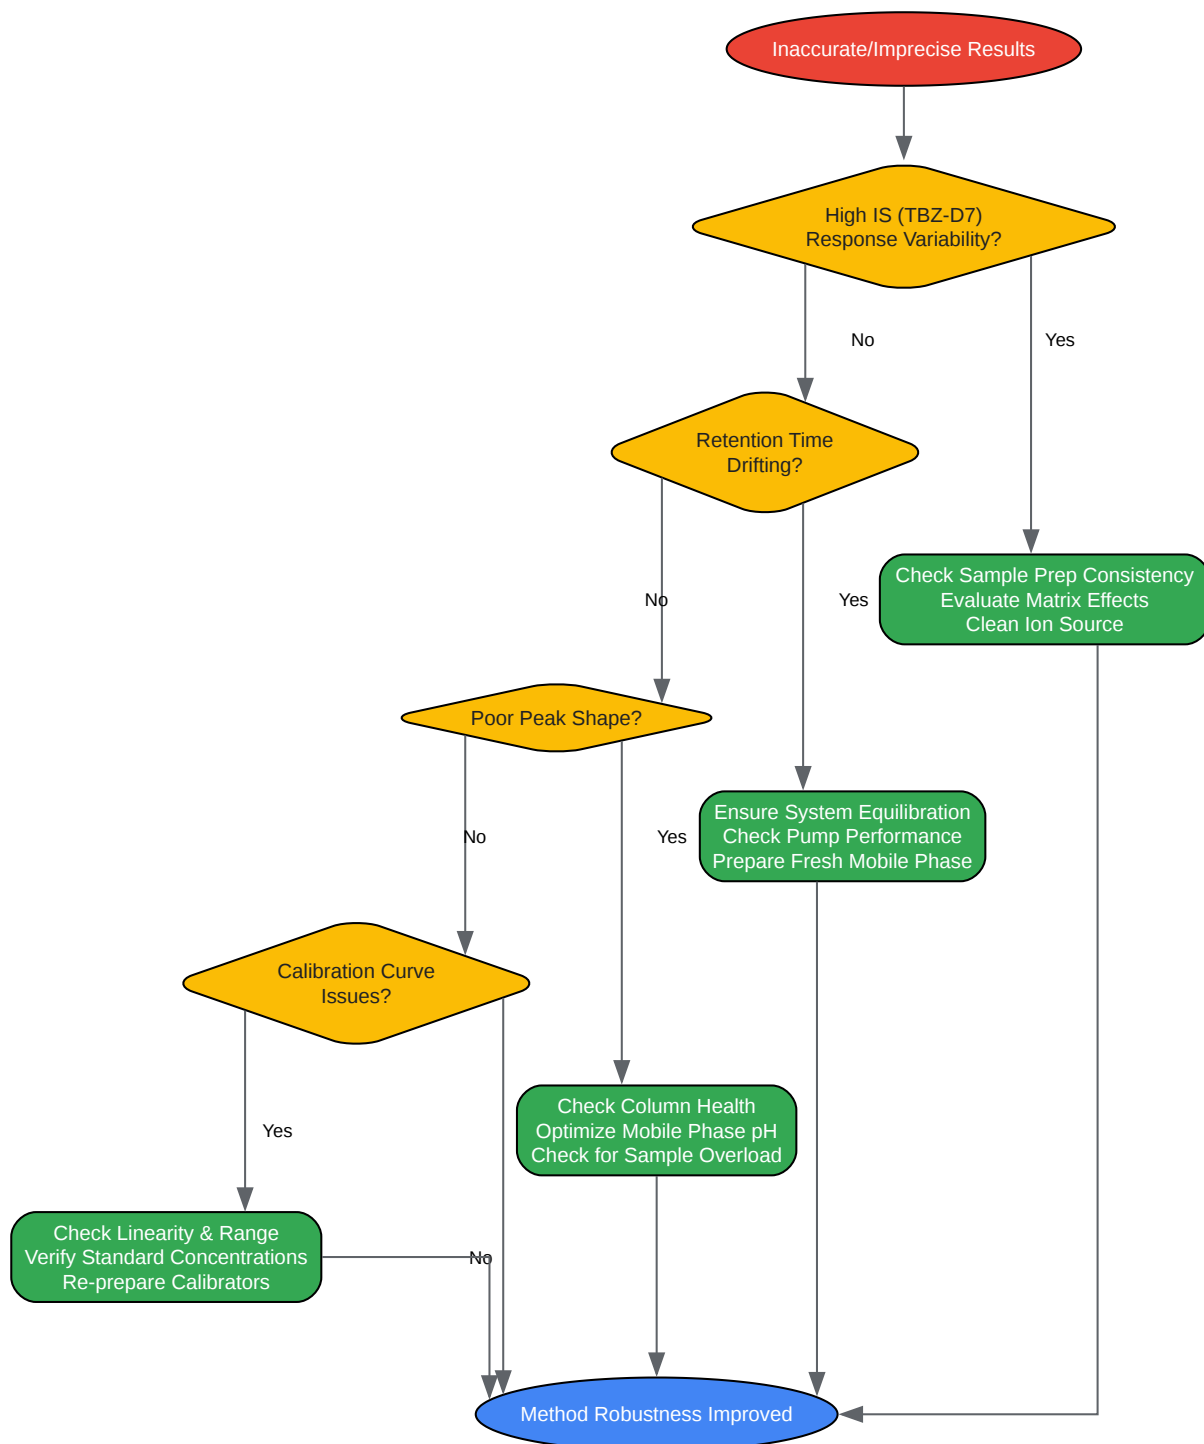 Inaccurate/Imprecise Results
High IS (TBZ-D7)
Response Variability?
No
Yes
Retention Time
Drifting?
No
Yes
Check Sample Prep Consistency
Evaluate Matrix Effects
Clean Ion Source
Poor Peak Shape?
No
Yes
Ensure System Equilibration
Check Pump Performance
Prepare Fresh Mobile Phase
Calibration Curve
Issues?
Yes
Check Column Health
Optimize Mobile Phase pH
Check for Sample Overload
Check Linearity & Range
Verify Standard Concentrations
Re-prepare Calibrators
No
Method Robustness Improved